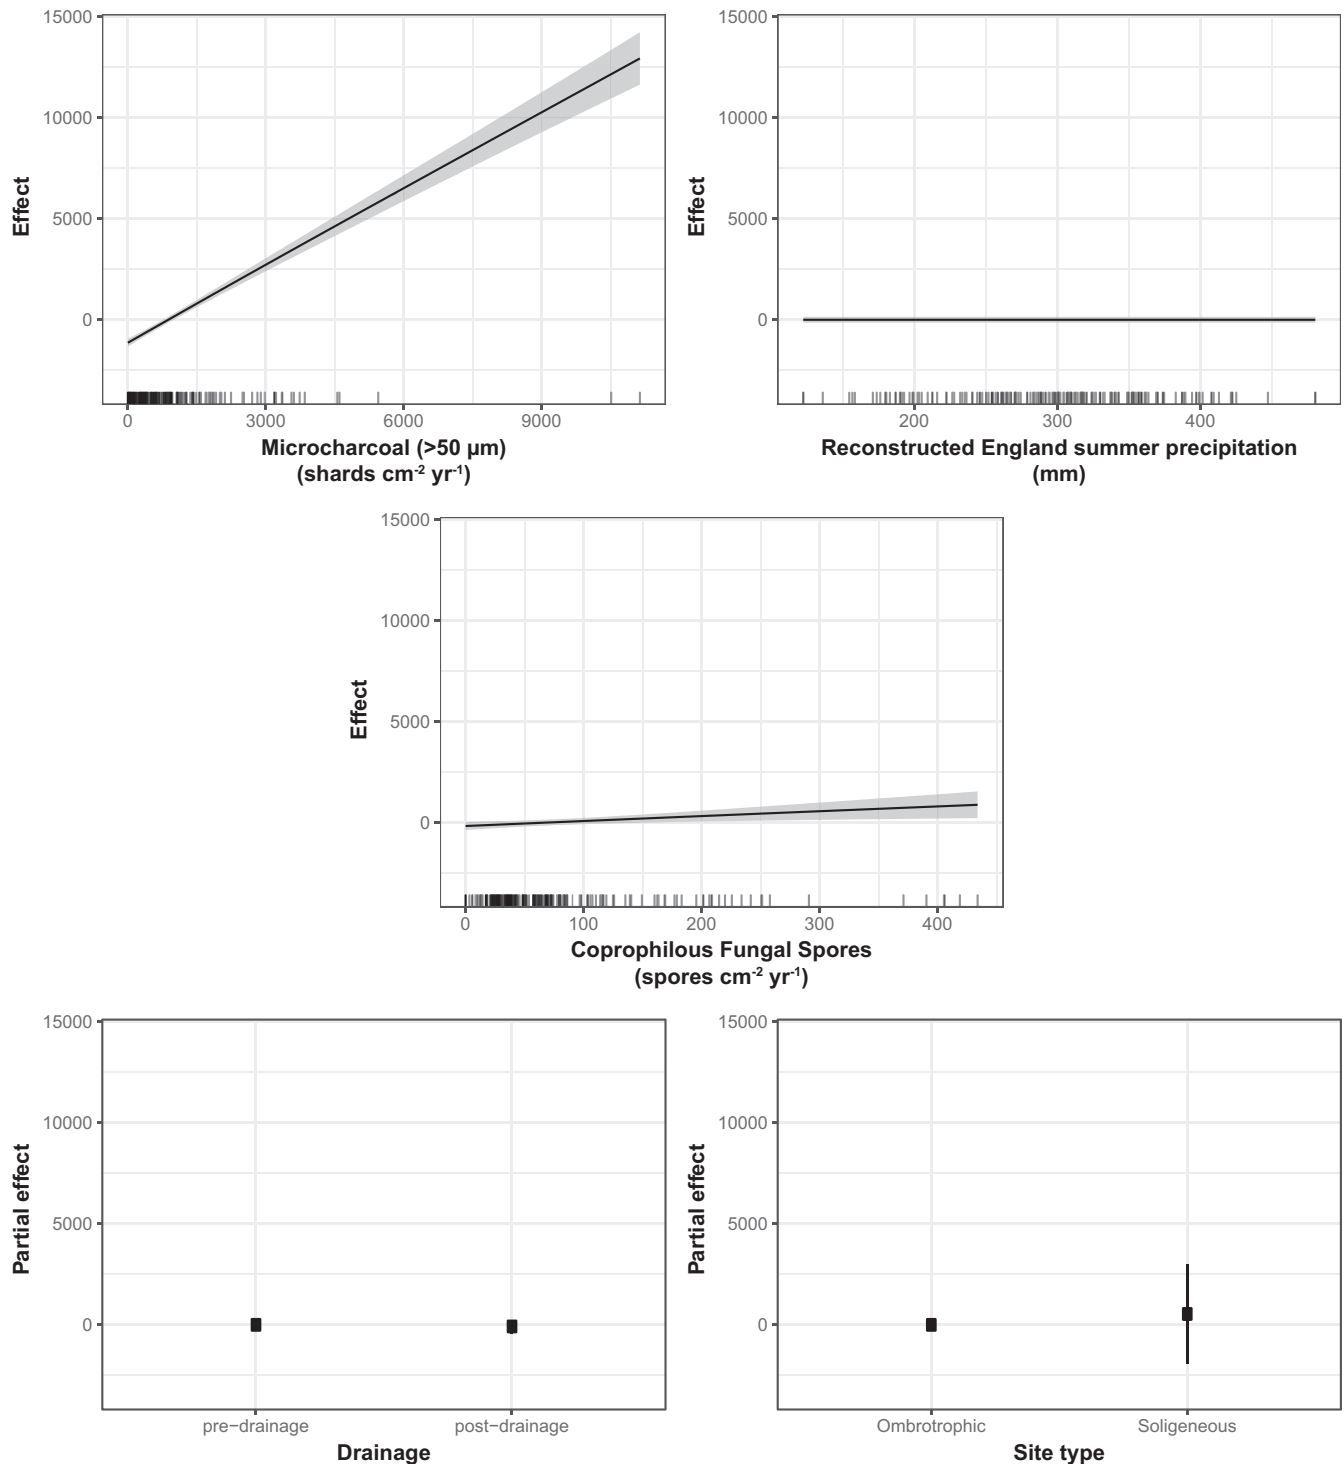 15000
10000
5000
0
Effect
0 3000 6000 9000
Microcharcoal (>50 µm)
(shards cm⁻² yr⁻¹)
15000
10000
5000
0
Effect
200 300 400
Reconstructed England summer precipitation
(mm)
15000
10000
5000
0
Effect
0 100 200 300 400
Coprophilous Fungal Spores
(spores cm⁻² yr⁻¹)
15000
10000
5000
0
Partial effect
pre−drainage post−drainage
Drainage
15000
10000
5000
0
Partial effect
Ombrotrophic Soligeneous
Site type